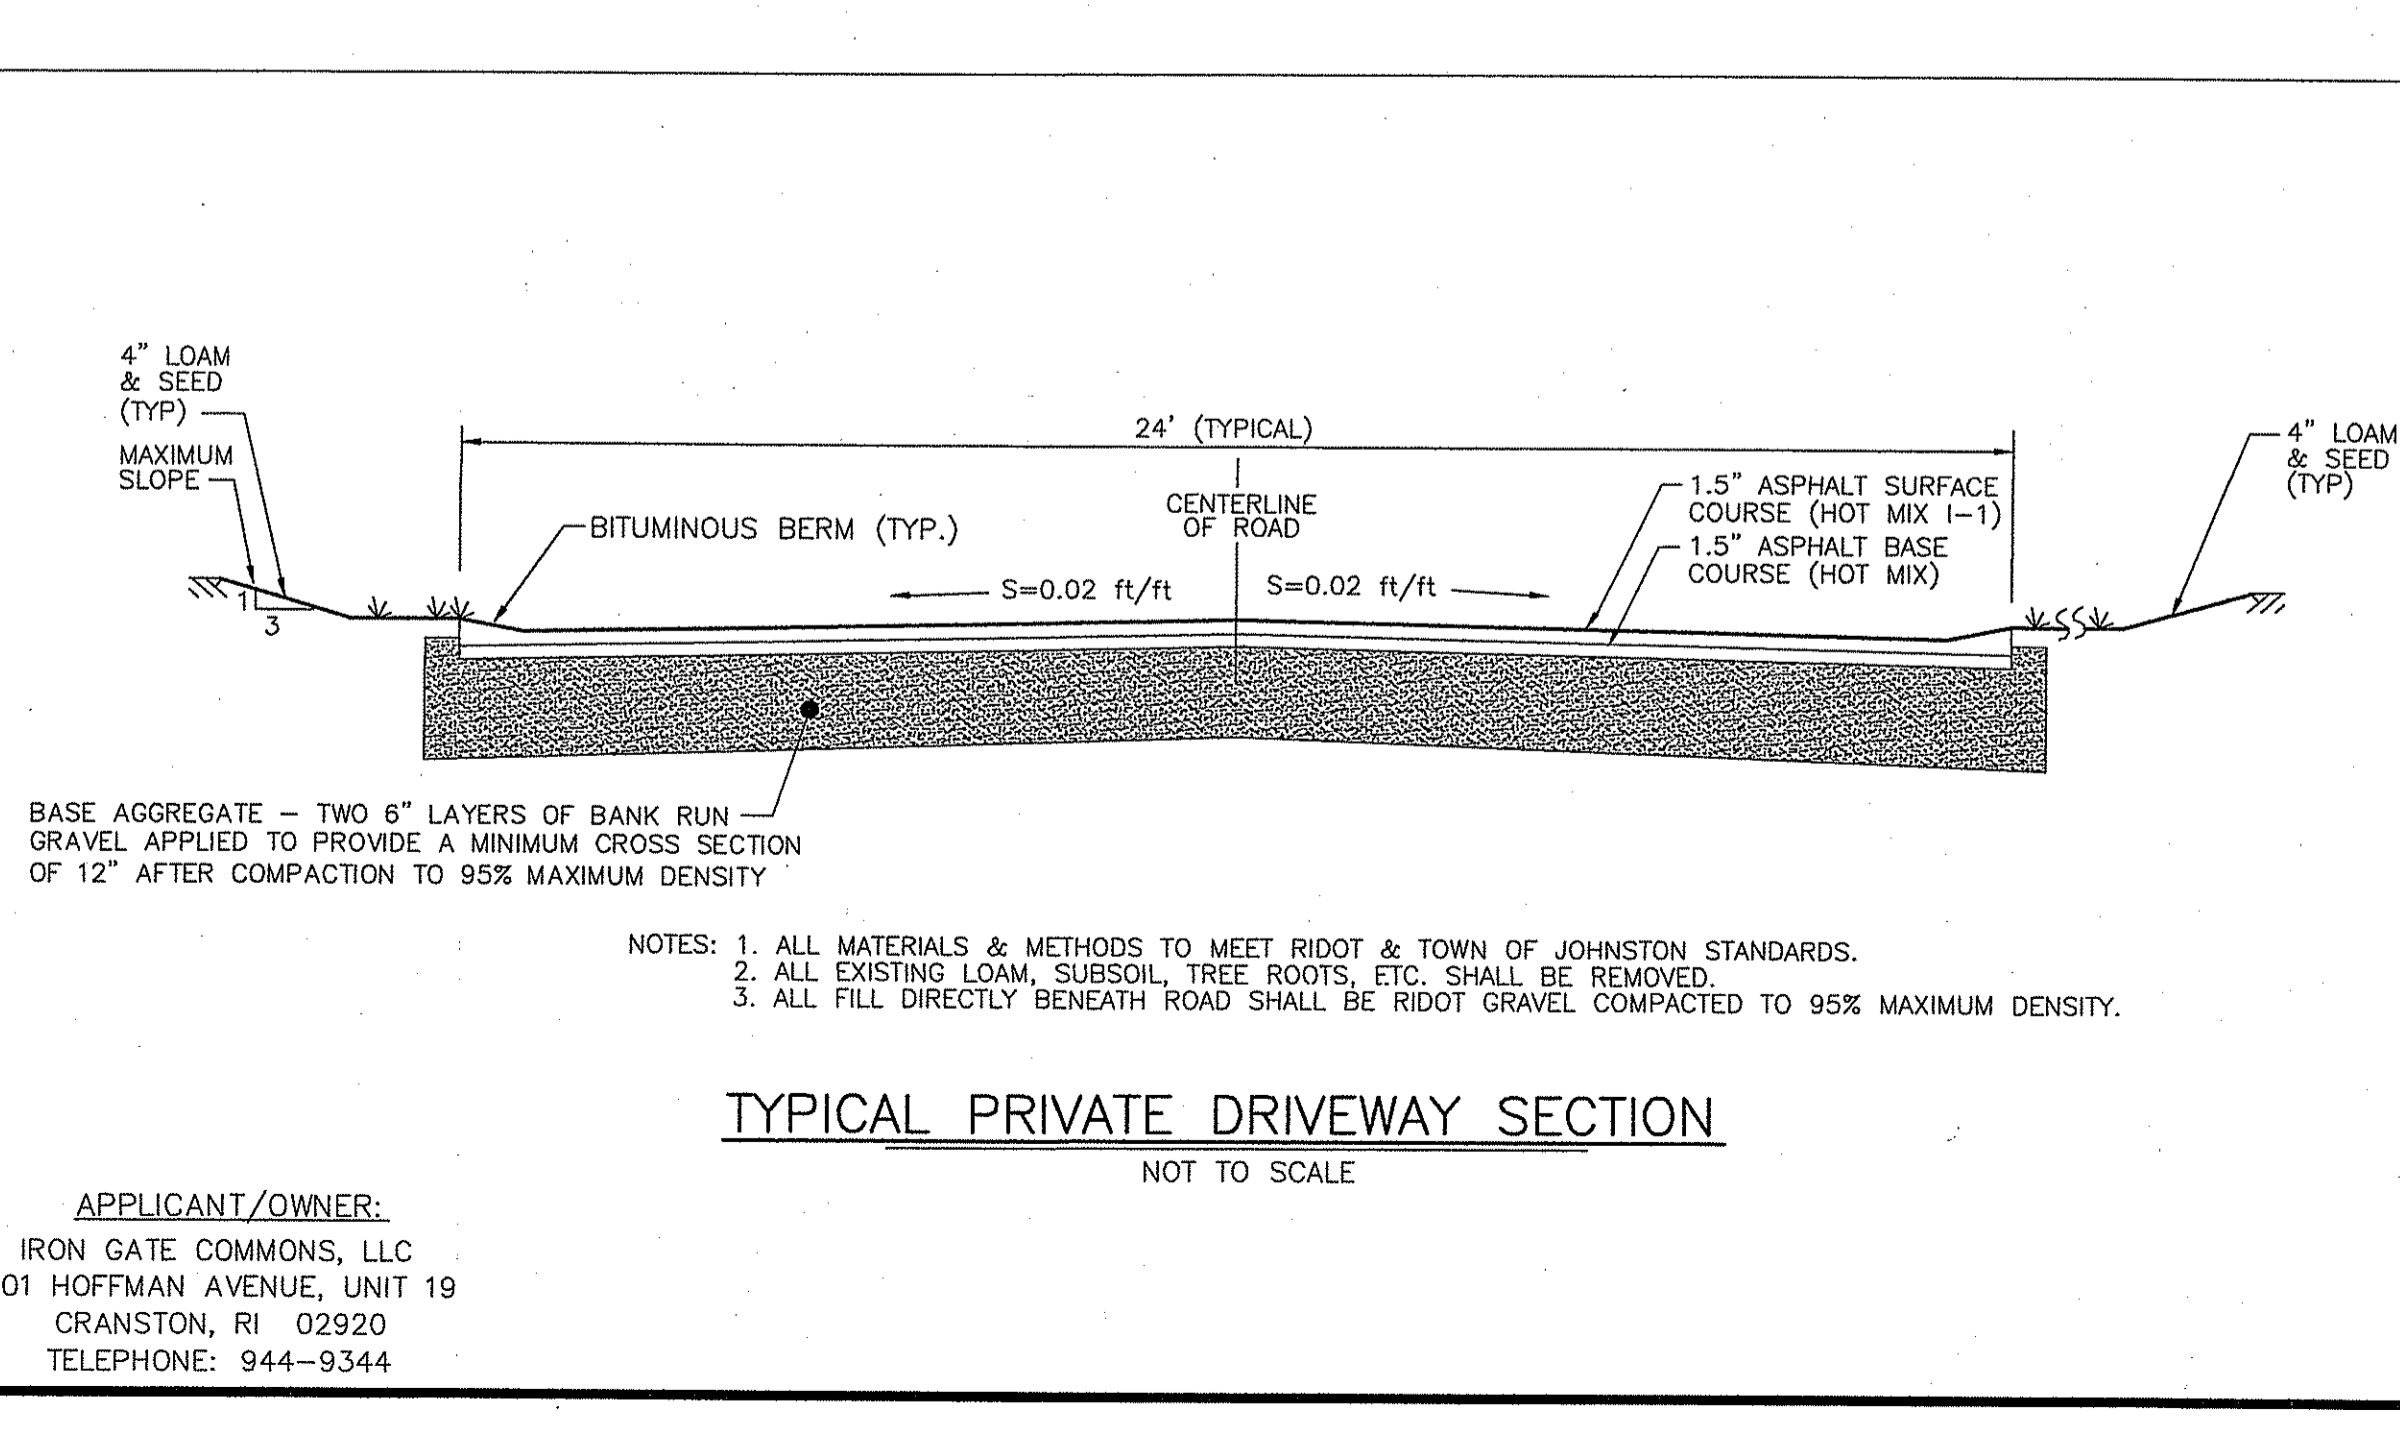 4" LOAM
& SEED
(TYP)
MAXIMUM
SLOPE
1
3
24' (TYPICAL)
CENTERLINE
OF ROAD
BITUMINOUS BERM (TYP.)
S=0.02 ft/ft
S=0.02 ft/ft
1.5" ASPHALT SURFACE
COURSE (HOT MIX I-1)
1.5" ASPHALT BASE
COURSE (HOT MIX)
4" LOAM
& SEED
(TYP)
BASE AGGREGATE – TWO 6" LAYERS OF BANK RUN
GRAVEL APPLIED TO PROVIDE A MINIMUM CROSS SECTION
OF 12" AFTER COMPACTION TO 95% MAXIMUM DENSITY
NOTES: 1. ALL MATERIALS & METHODS TO MEET RIDOT & TOWN OF JOHNSTON STANDARDS.
2. ALL EXISTING LOAM, SUBSOIL, TREE ROOTS, ETC. SHALL BE REMOVED.
3. ALL FILL DIRECTLY BENEATH ROAD SHALL BE RIDOT GRAVEL COMPACTED TO 95% MAXIMUM DENSITY.
TYPICAL PRIVATE DRIVEWAY SECTION
NOT TO SCALE
APPLICANT/OWNER:
IRON GATE COMMONS, LLC
01 HOFFMAN AVENUE, UNIT 19
CRANSTON, RI 02920
TELEPHONE: 944–9344